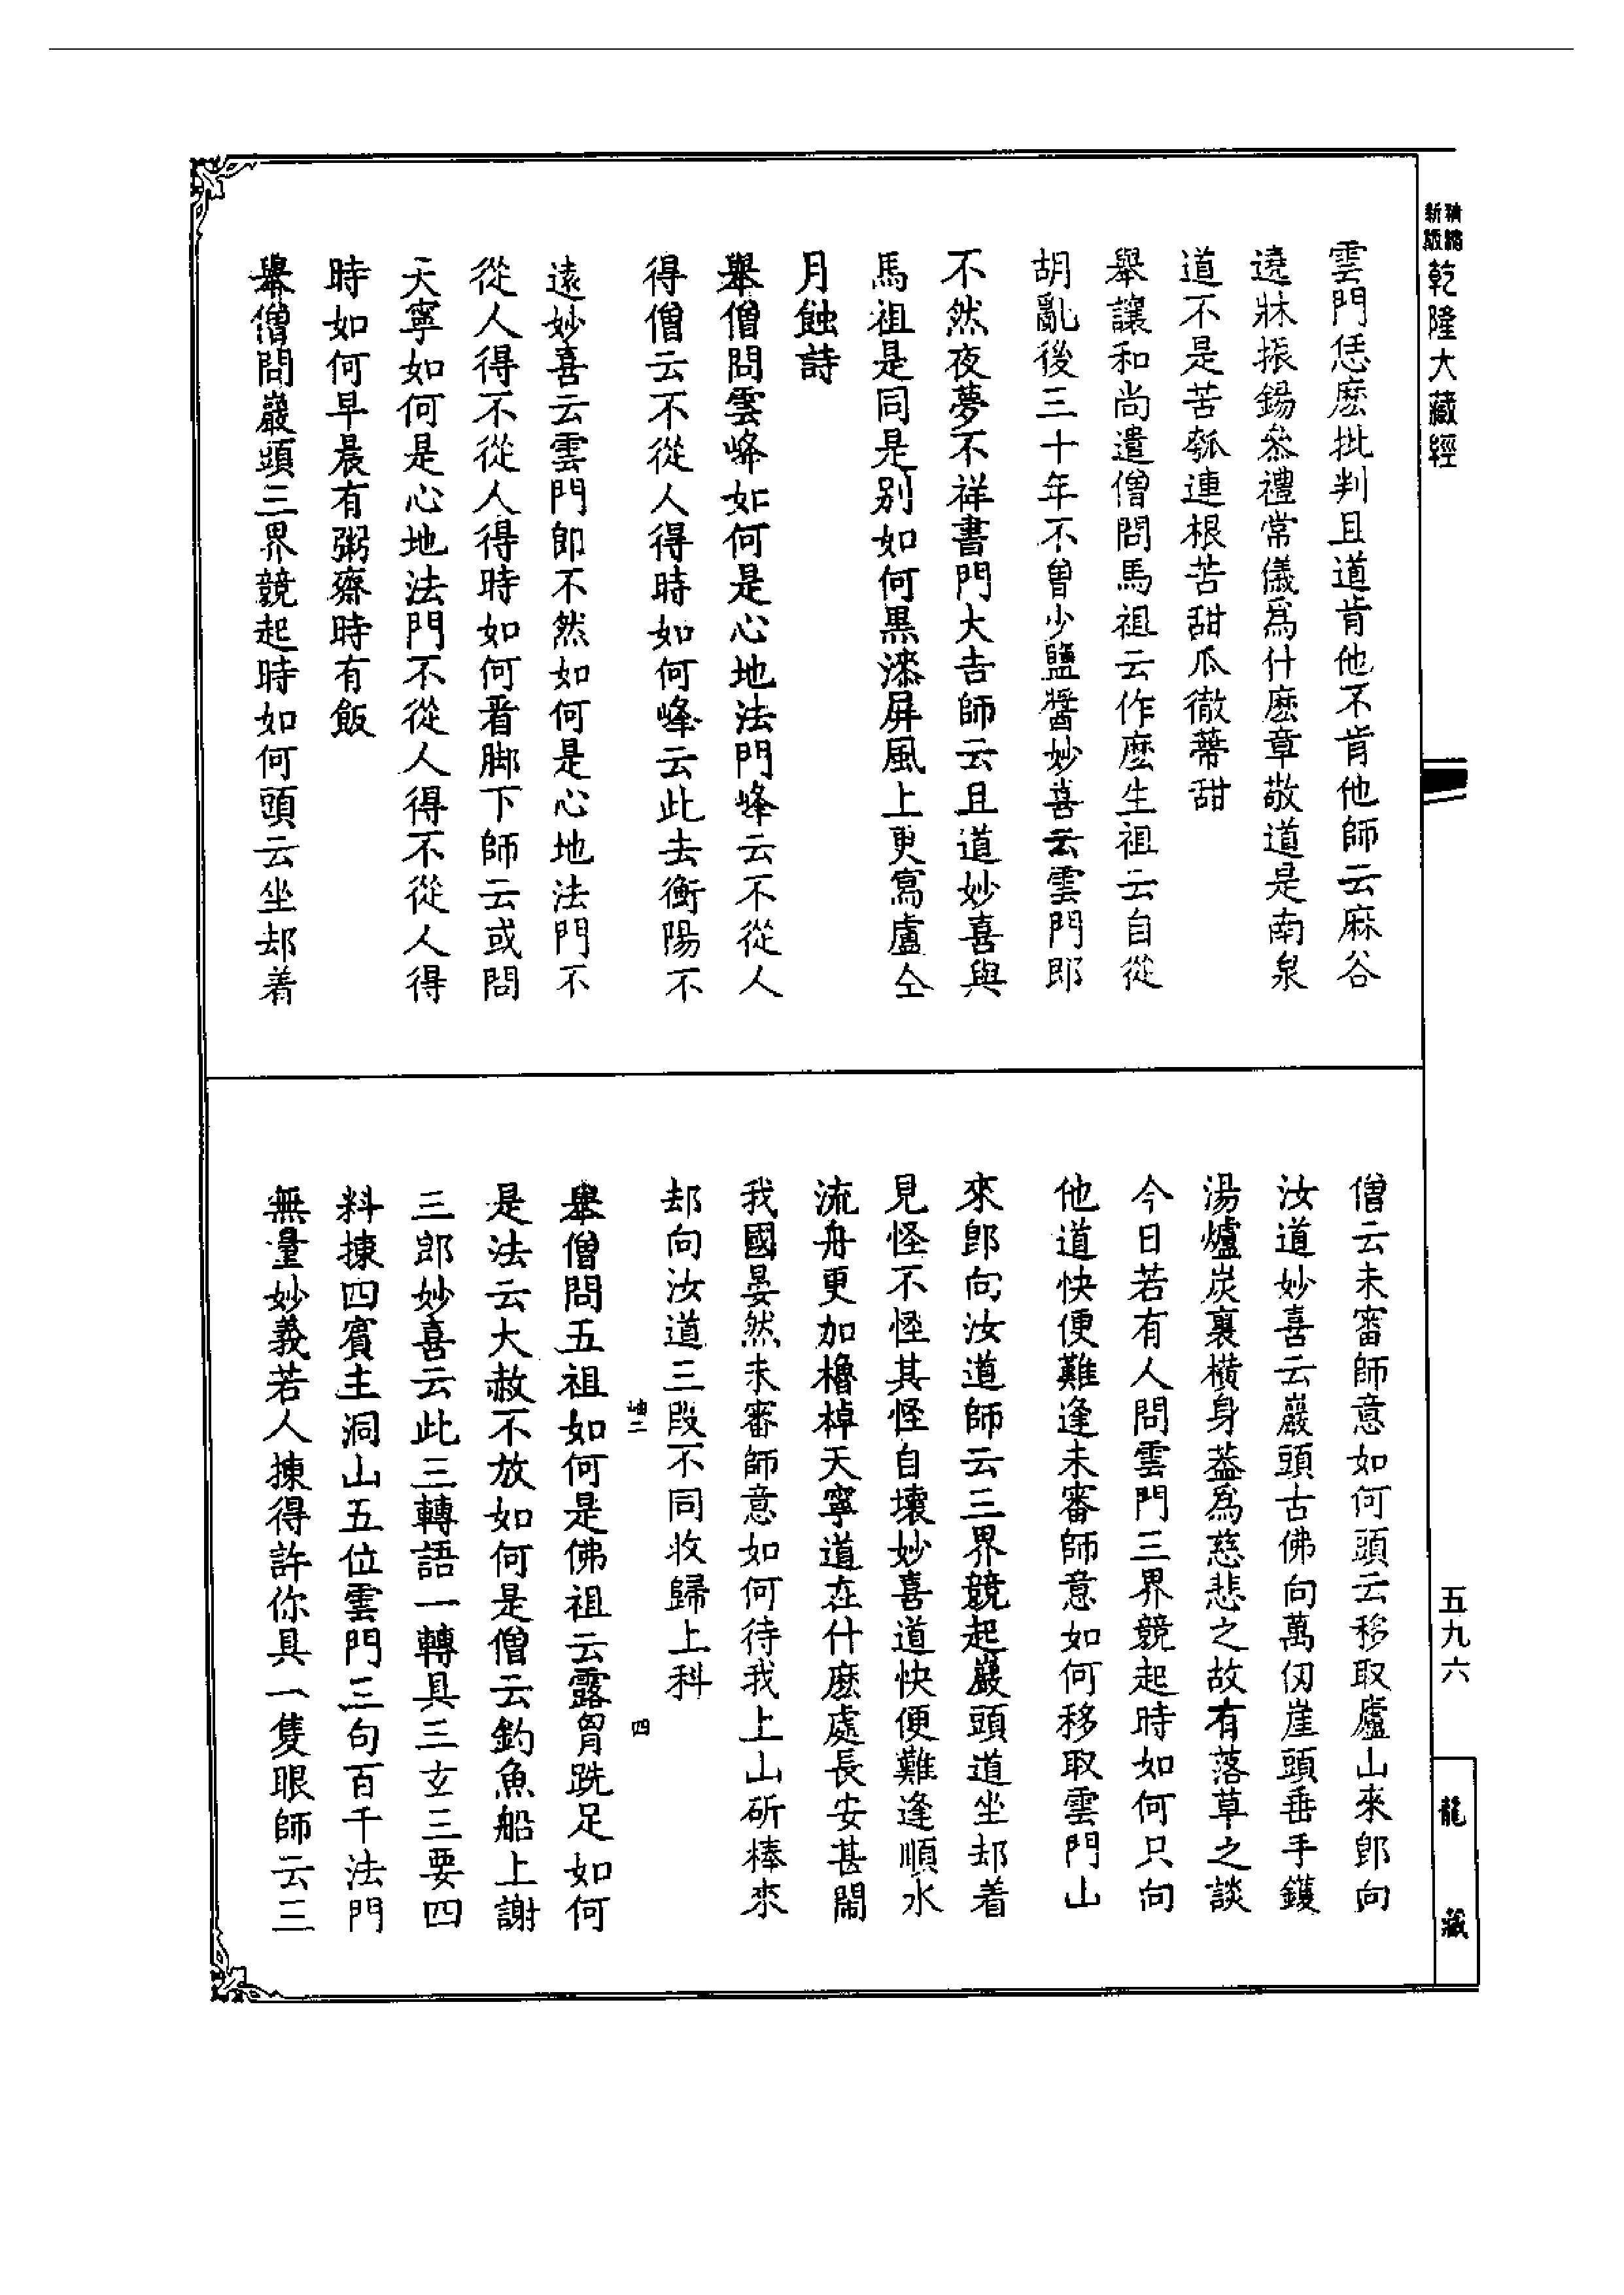 精縮新版
乾隆大藏經
雲門恁麽批判且道肯他不肯他師云麻谷
遶牀振錫叅禮常儀爲什麽章敬道是南泉
道不是苦瓠連根苦甜瓜徹蔕甜
舉讓和尚遣僧問馬祖云作麽生祖云自從
胡亂後三十年不曾少鹽醬妙喜云雲門即
不然夜夢不祥書門大吉師云且道妙喜與
馬祖是同是别如何黒漆屏風上更寫盧仝
月蝕詩
舉僧問雲峰如何是心地法門峰云不從人
得僧云不從人得時如何峰云此去衡陽不
遠妙喜云雲門即不然如何是心地法門不
從人得不從人得時如何看脚下師云或問
天寧如何是心地法門不從人得不從人得
時如何早晨有粥齋時有飯
舉僧問巖頭三界競起時如何頭云坐却着
僧云未審師意如何頭云移取廬山來即向
汝道妙喜云巖頭古佛向萬仞崖頭垂手鑊
湯爐炭裏橫身葢爲慈悲之故有落草之談
今日若有人問雲門三界競起時如何只向
他道快便難逢未審師意如何移取雲門山
來即向汝道師云三界競起巖頭道坐却着
見怪不怪其怪自壞妙喜道快便難逢順水
流舟更加櫓棹天寧道在什麽處長安甚閙
我國晏然未審師意如何待我上山斫棒來
却向汝道三段不同收歸上科
岫二
四
舉僧問五祖如何是佛祖云露胷跣足如何
是法云大赦不放如何是僧云釣魚船上謝
三郎妙喜云此三轉語一轉具三玄三要四
料揀四賓主洞山五位雲門三句百千法門
無量妙義若人揀得許你具一隻眼師云三
五九六
龍藏